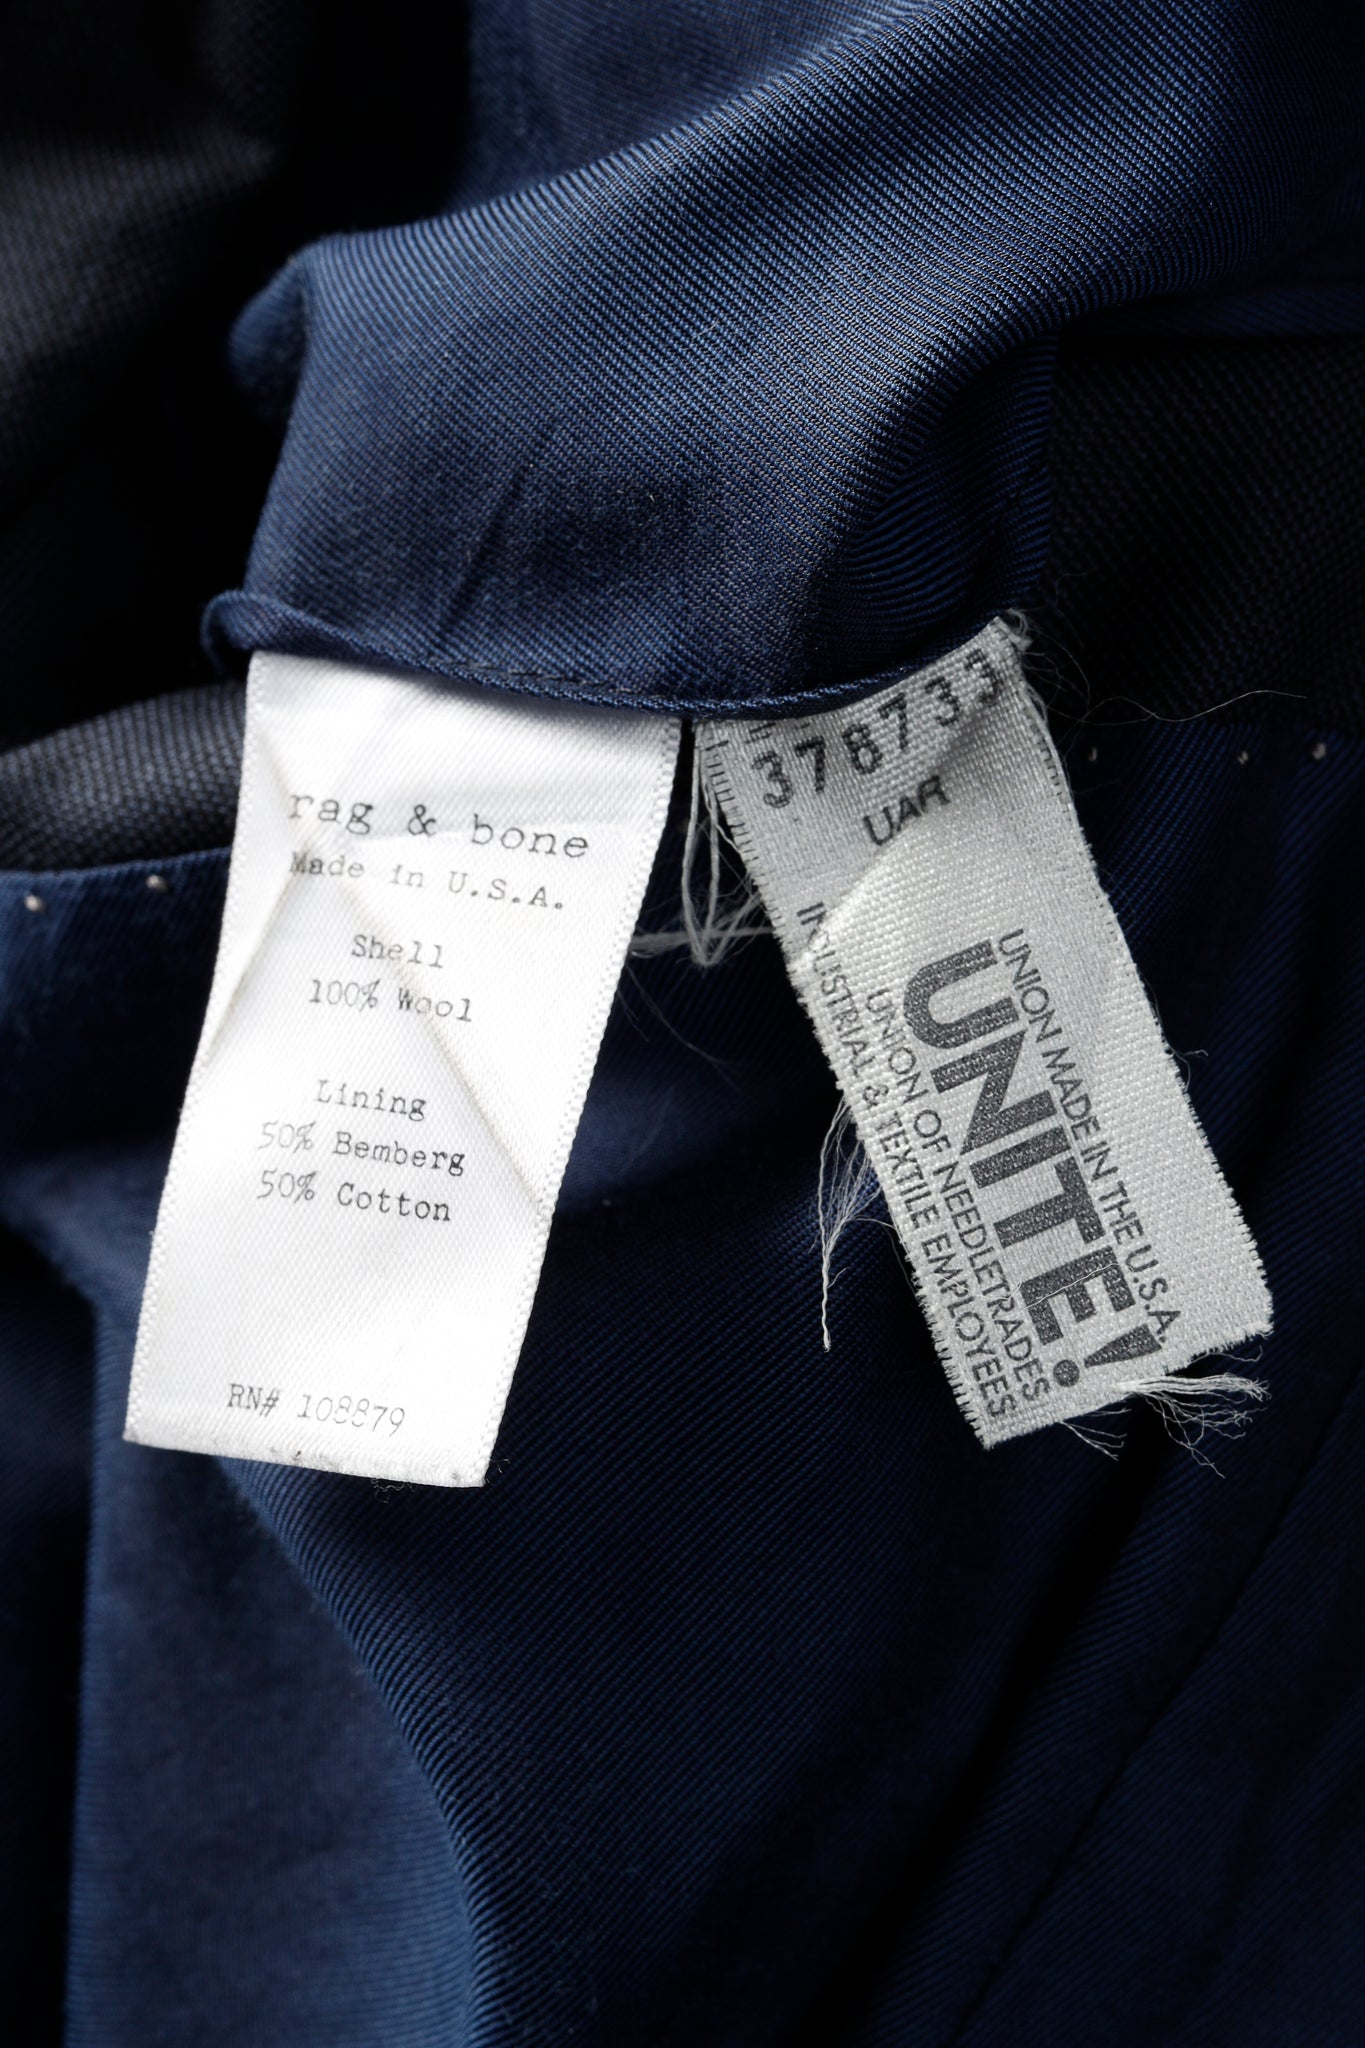 rag & bone
Made in U.S.A.
Shell
100% Wool
Lining
50% Bemberg
50% Cotton
RN# 108879
378733
UAR
UNION MADE IN THE U.S.A.
UNITE!
UNION OF NEEDLETRADES
INDUSTRIAL & TEXTILE EMPLOYEES